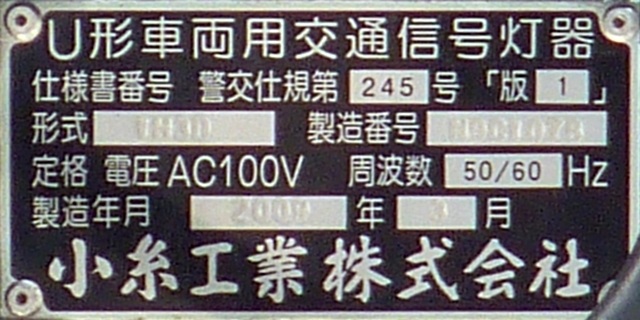 U形車両用交通信号灯器
仕様書番号 警交仕規第 245 号 「版 1 」
形式 製造番号
定格 電圧 AC100V 周波数 50/60 Hz
製造年月 年 3 月
小糸工業株式会社